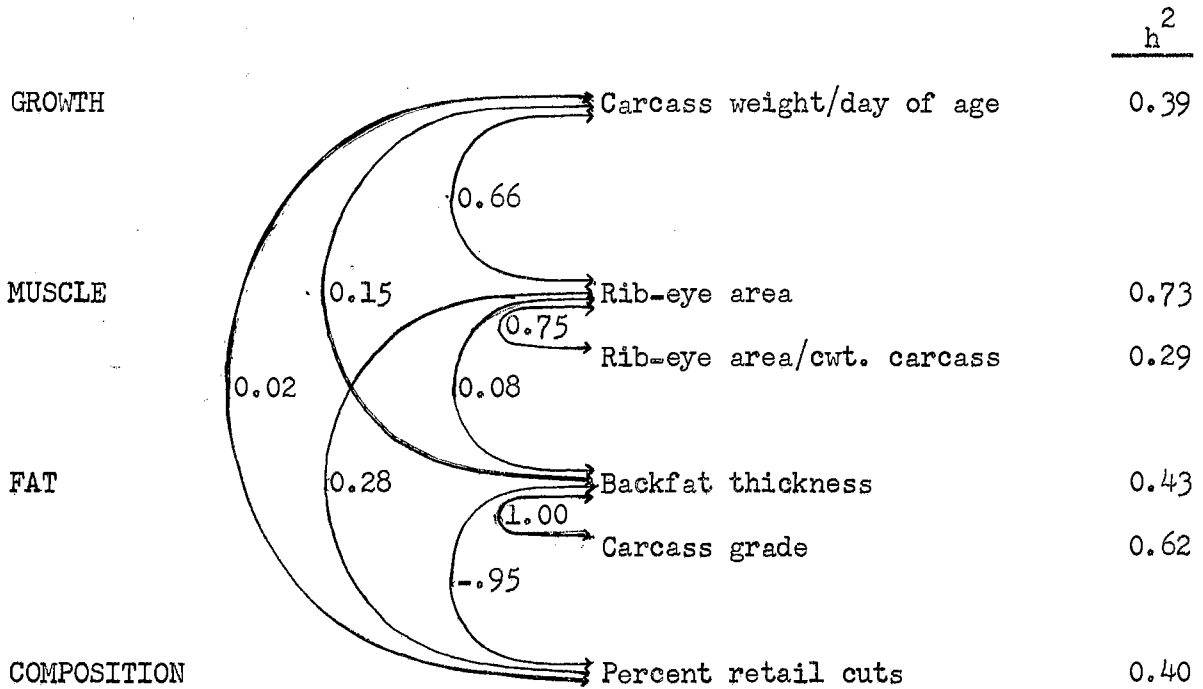 h²
GROWTH Carcass weight/day of age 0.39
0.66
MUSCLE 0.15 Rib-eye area 0.73
0.75
Rib-eye area/cwt. carcass 0.29
0.02 0.08
FAT 0.28 Backfat thickness 0.43
1.00
Carcass grade 0.62
-.95
COMPOSITION Percent retail cuts 0.40